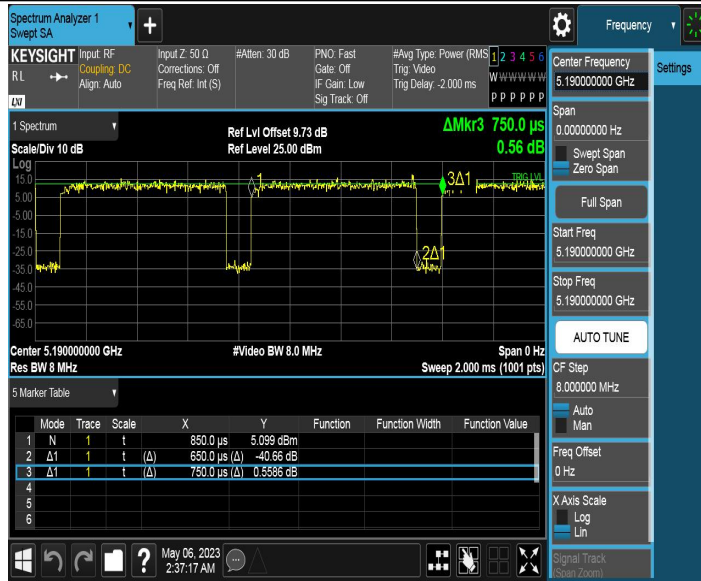 Spectrum Analyzer 1
Swept SA
+
Frequency
KEYSIGHT
RL
LXI
Input: RF
Coupling: DC
Align: Auto
Input Z: 50 Ω
Corrections: Off
Freq Ref: Int (S)
#Atten: 30 dB
PNO: Fast
Gate: Off
IF Gain: Low
Sig Track: Off
#Avg Type: Power (RMS
Trig: Video
Trig Delay: -2.000 ms
1 2 3 4 5 6
W W W W W W
P P P P P P
1 Spectrum
Scale/Div 10 dB
Ref Lvl Offset 9.73 dB
Ref Level 25.00 dBm
ΔMkr3 750.0 µs
0.56 dB
Log
15.0
5.00
-5.00
-15.0
-25.0
-35.0
-45.0
-55.0
-65.0
1
3Δ1
TRIG LVL
2Δ1
Center 5.190000000 GHz
#Video BW 8.0 MHz
Span 0 Hz
Res BW 8 MHz
Sweep 2.000 ms (1001 pts)
5 Marker Table
Mode Trace Scale X Y Function Function Width Function Value
1 N 1 t 850.0 µs 5.099 dBm
2 Δ1 1 t (Δ) 650.0 µs (Δ) -40.66 dB
3 Δ1 1 t (Δ) 750.0 µs (Δ) 0.5586 dB
4
5
6
?
May 06, 2023
2:37:17 AM
Center Frequency
5.190000000 GHz
Settings
Span
0.00000000 Hz
Swept Span
Zero Span
Full Span
Start Freq
5.190000000 GHz
Stop Freq
5.190000000 GHz
AUTO TUNE
CF Step
8.000000 MHz
Auto
Man
Freq Offset
0 Hz
X Axis Scale
Log
Lin
Signal Track
(Span Zoom)